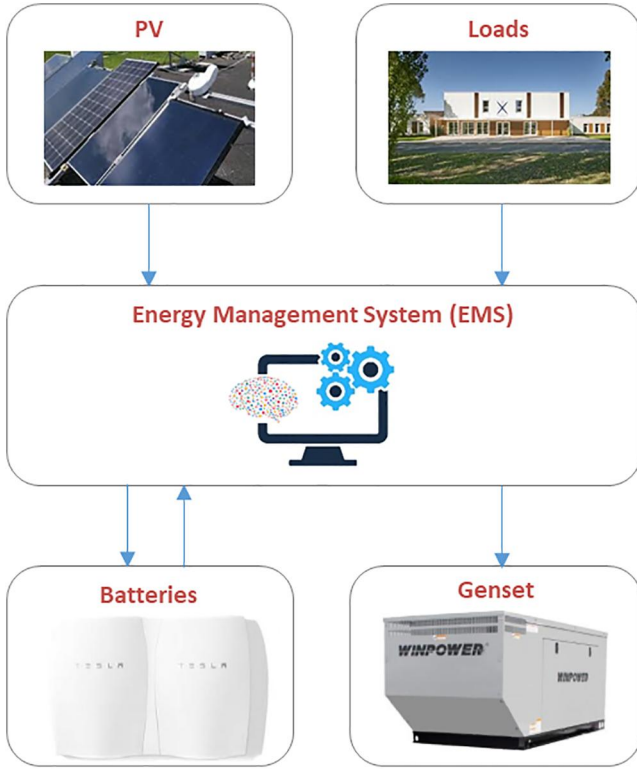 PV
Loads
Energy Management System (EMS)
Batteries
Genset
TESLA
TESLA
WINPOWER
WINPOWER